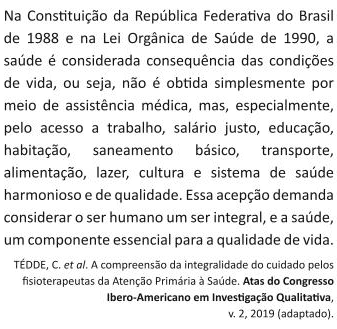 Na Constituição da República Federativa do Brasil
de 1988 e na Lei Orgânica de Saúde de 1990, a
saúde é considerada consequência das condições
de vida, ou seja, não é obtida simplesmente por
meio de assistência médica, mas, especialmente,
pelo acesso a trabalho, salário justo, educação,
habitação, saneamento básico, transporte,
alimentação, lazer, cultura e sistema de saúde
harmonioso e de qualidade. Essa acepção demanda
considerar o ser humano um ser integral, e a saúde,
um componente essencial para a qualidade de vida.
TÉDDE, C. et al. A compreensão da integralidade do cuidado pelos
fisioterapeutas da Atenção Primária à Saúde. Atas do Congresso
Ibero-Americano em Investigação Qualitativa,
v. 2, 2019 (adaptado).